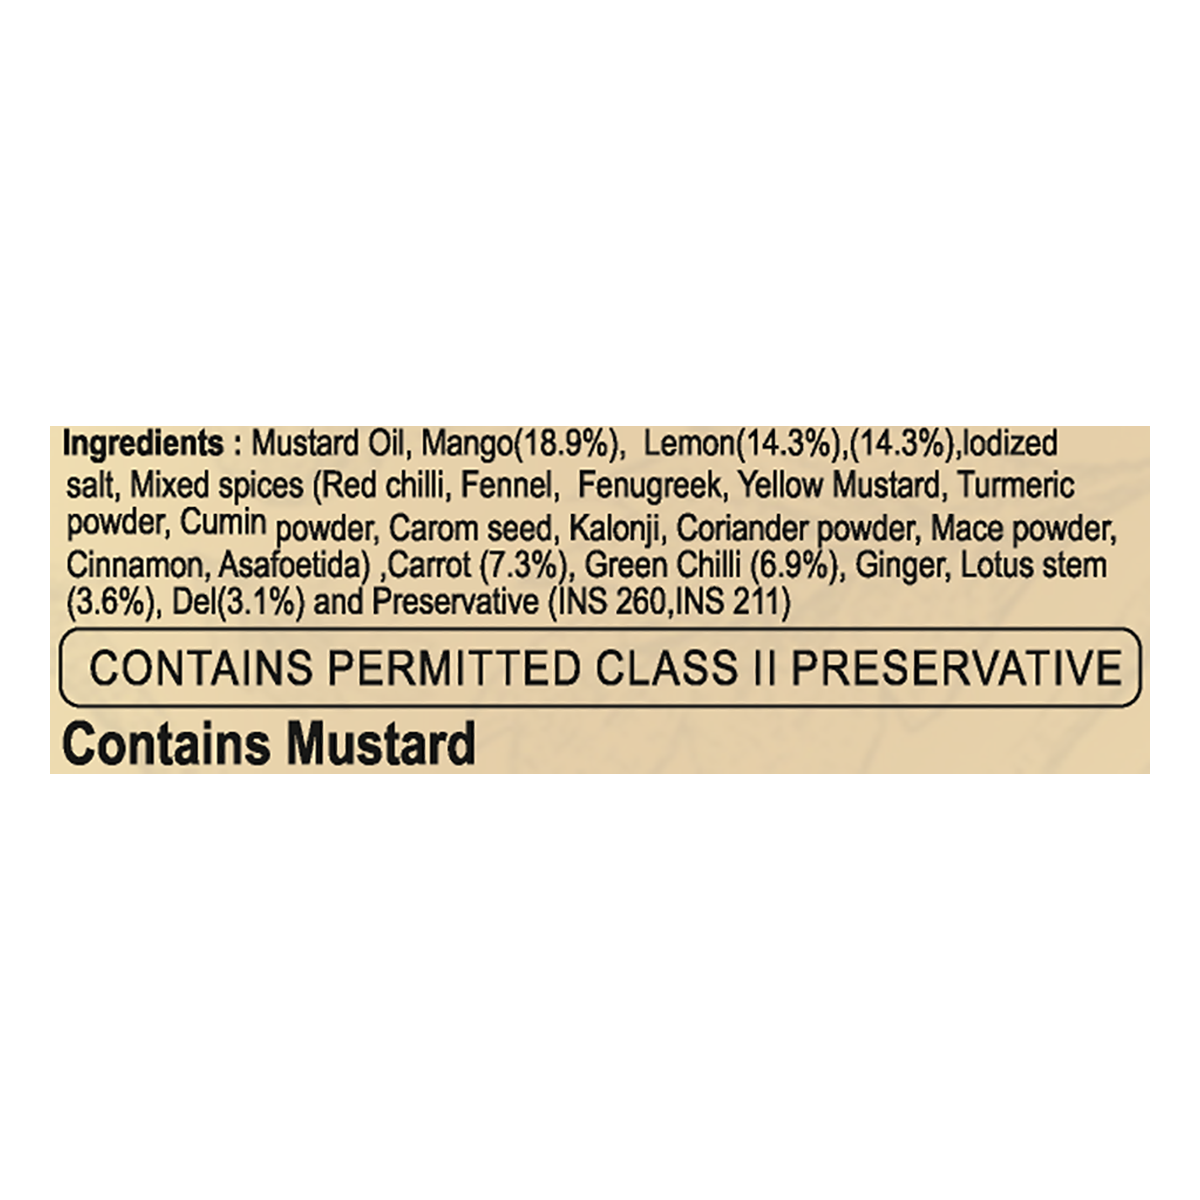 Ingredients : Mustard Oil, Mango(18.9%), Lemon(14.3%),(14.3%),Iodized
salt, Mixed spices (Red chilli, Fennel, Fenugreek, Yellow Mustard, Turmeric
powder, Cumin powder, Carom seed, Kalonji, Coriander powder, Mace powder,
Cinnamon, Asafoetida) ,Carrot (7.3%), Green Chilli (6.9%), Ginger, Lotus stem
(3.6%), Del(3.1%) and Preservative (INS 260,INS 211)
CONTAINS PERMITTED CLASS II PRESERVATIVE
Contains Mustard